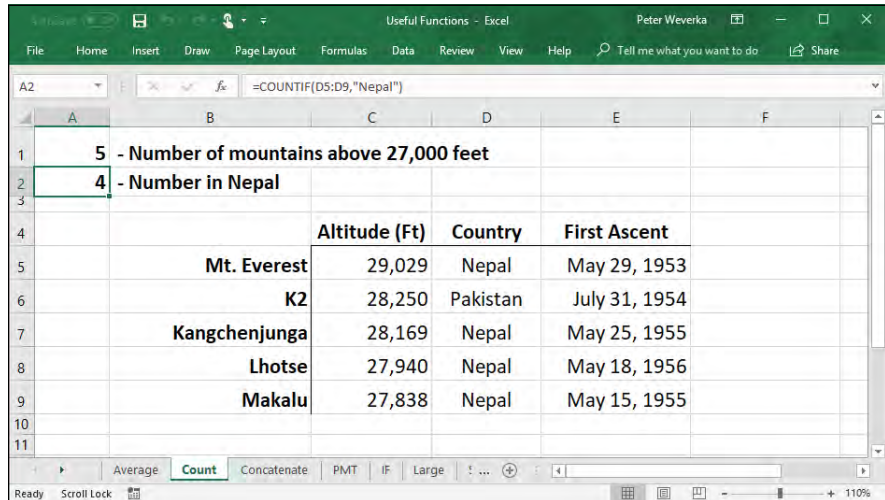 Useful Functions - Excel Peter Weverka
File Home Insert Draw Page Layout Formulas Data Review View Help Tell me what you want to do Share
A2 fx =COUNTIF(D5:D9,"Nepal")
A B C D E F
1 5 - Number of mountains above 27,000 feet
2 4 - Number in Nepal
3
4 Altitude (Ft) Country First Ascent
5 Mt. Everest 29,029 Nepal May 29, 1953
6 K2 28,250 Pakistan July 31, 1954
7 Kangchenjunga 28,169 Nepal May 25, 1955
8 Lhotse 27,940 Nepal May 18, 1956
9 Makalu 27,838 Nepal May 15, 1955
10
11
Average Count Concatenate PMT IF Large ! ...
Ready Scroll Lock - + 110%